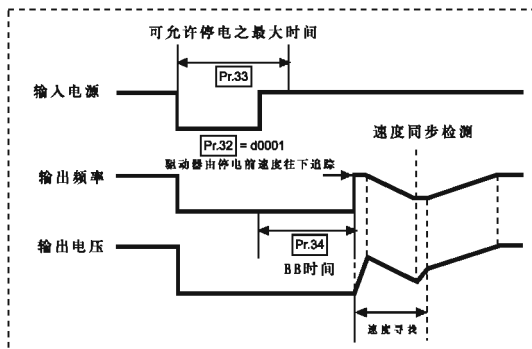 可允许停电之最大时间
Pr.33
输入电源
Pr.32 = d0001
速度同步检测
驱动器由停电前速度往下追踪
输出频率
Pr.34
输出电压
BB时间
速度寻找